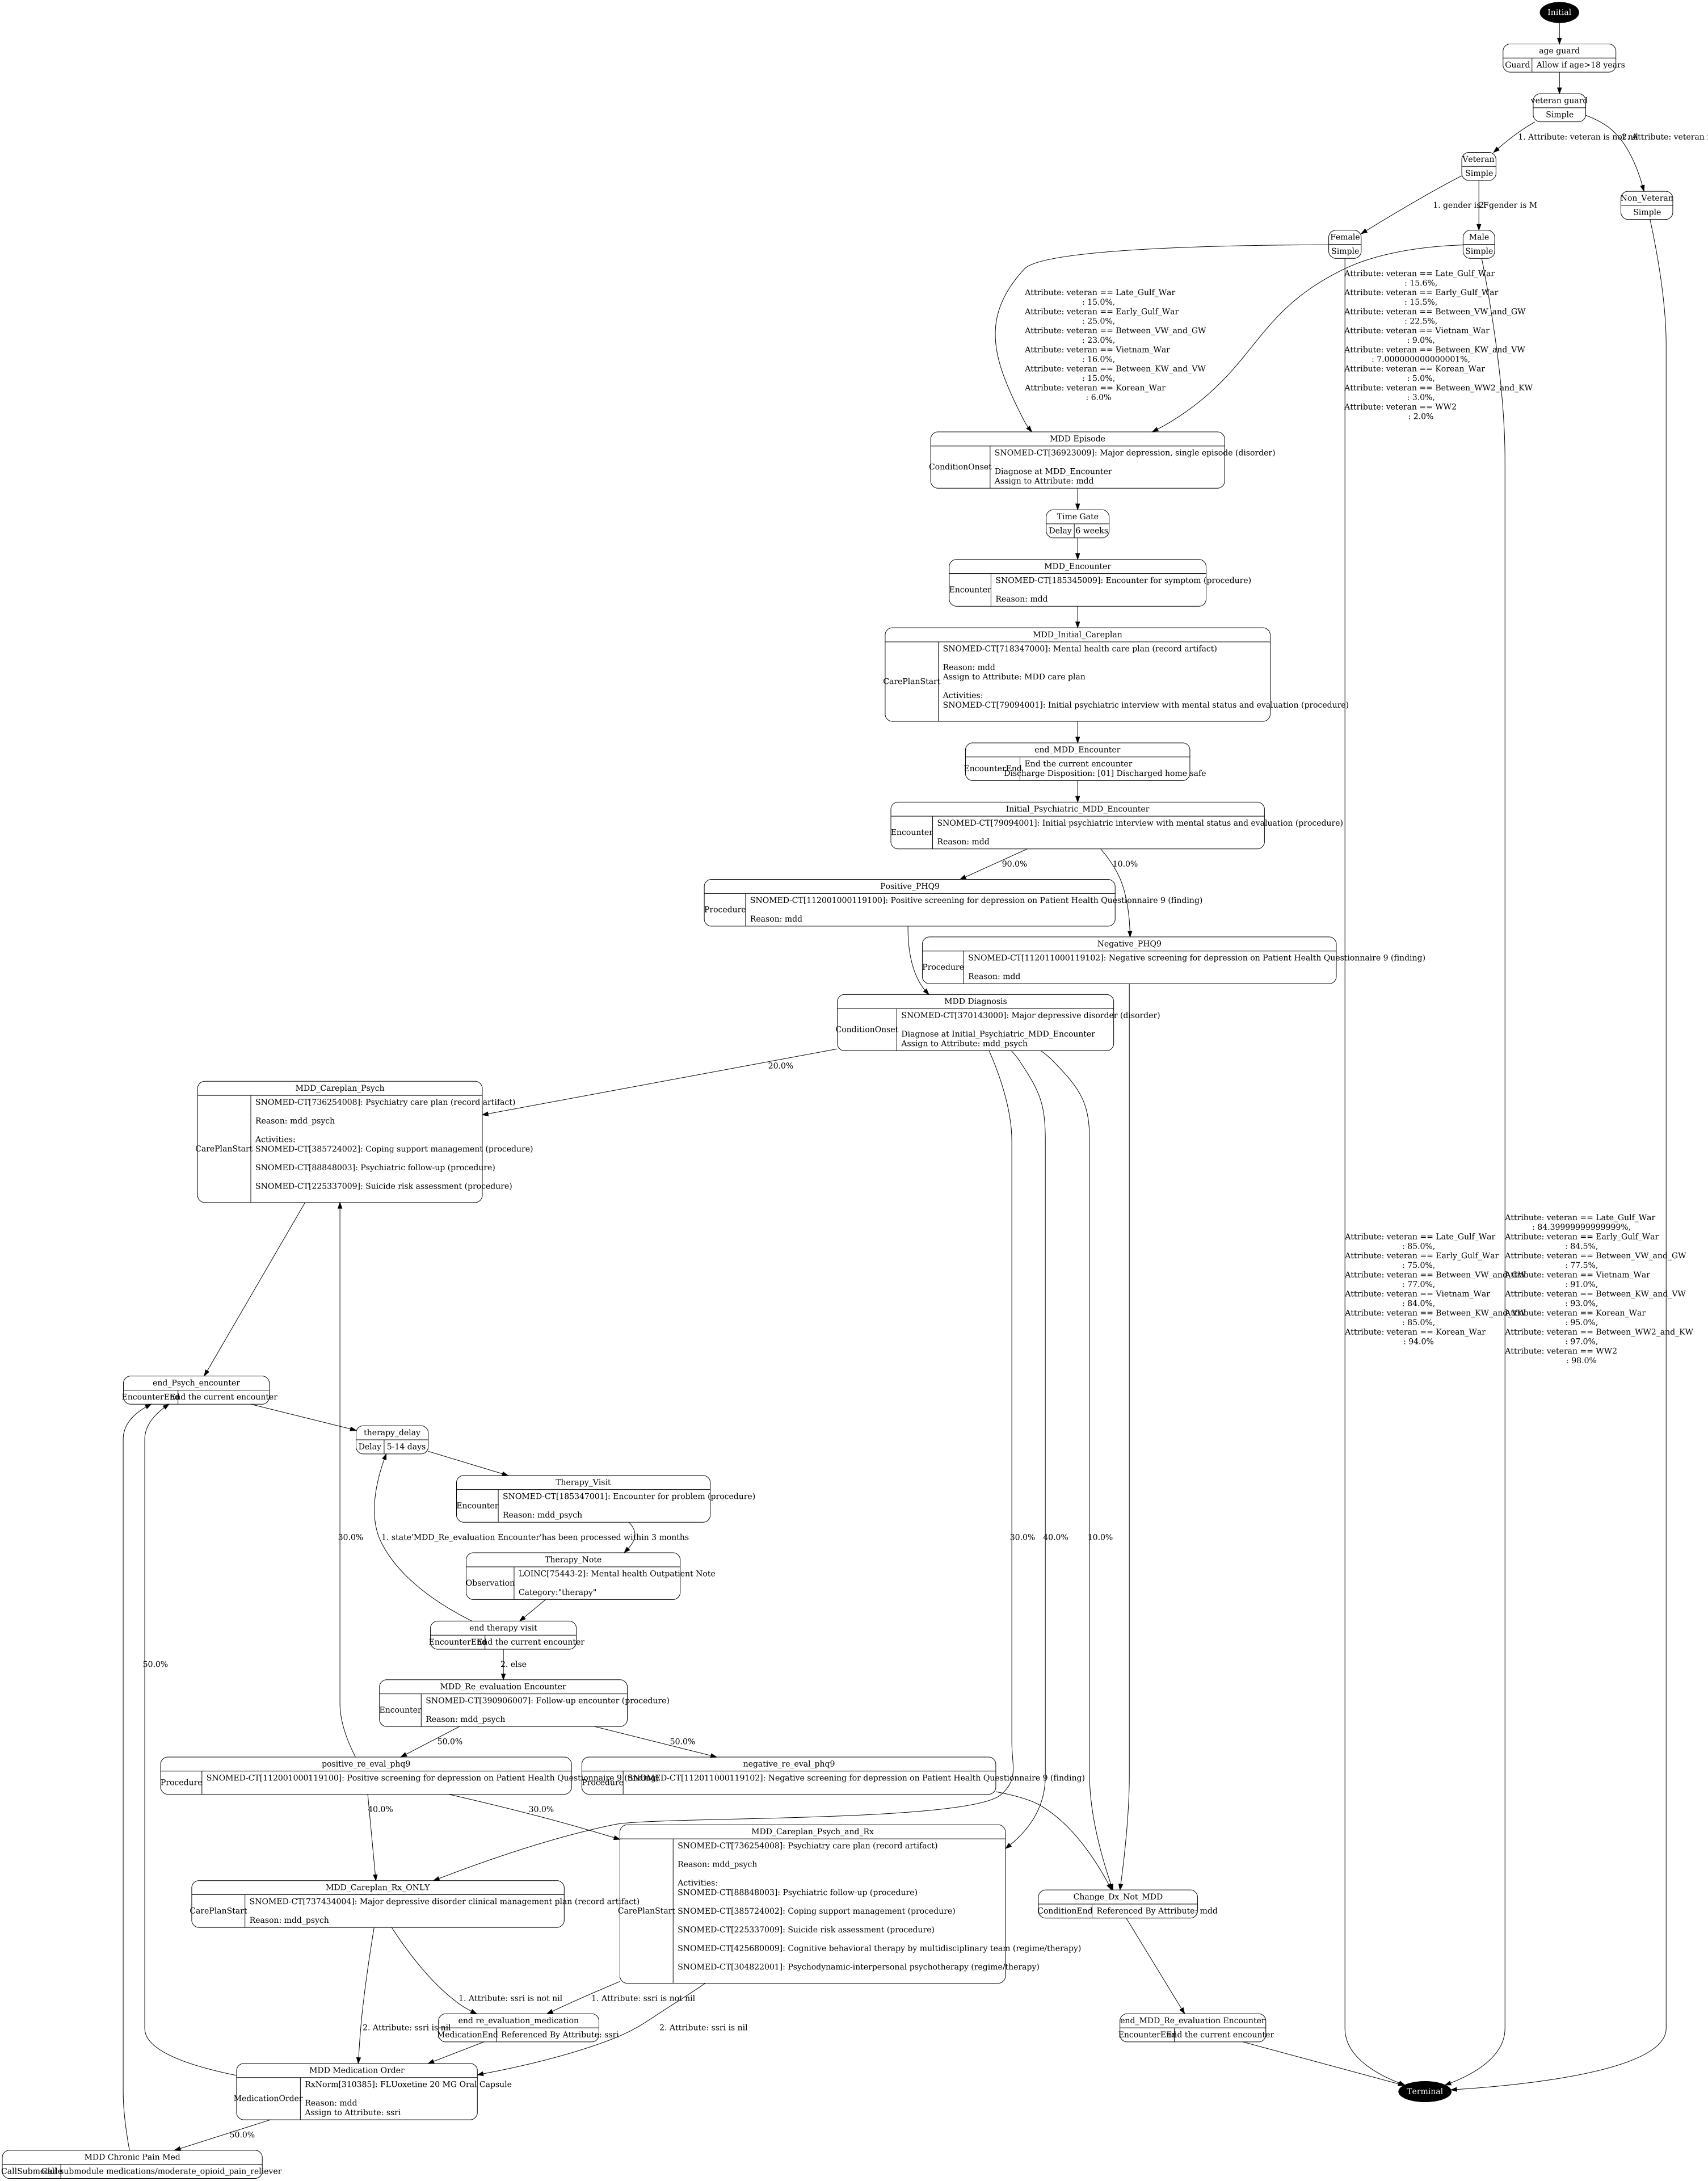 Initial
age guard
Guard
Allow if age>18 years
veteran guard
Simple
1. Attribute: veteran is not nil
2. Attribute: veteran
Veteran
Simple
Non_Veteran
Simple
1. gender is F
2. gender is M
Female
Simple
Male
Simple
Attribute: veteran == Late_Gulf_War
: 15.0%,
Attribute: veteran == Early_Gulf_War
: 25.0%,
Attribute: veteran == Between_VW_and_GW
: 23.0%,
Attribute: veteran == Vietnam_War
: 16.0%,
Attribute: veteran == Between_KW_and_VW
: 15.0%,
Attribute: veteran == Korean_War
: 6.0%
Attribute: veteran == Late_Gulf_War
: 15.6%,
Attribute: veteran == Early_Gulf_War
: 15.5%,
Attribute: veteran == Between_VW_and_GW
: 22.5%,
Attribute: veteran == Vietnam_War
: 9.0%,
Attribute: veteran == Between_KW_and_VW
: 7.000000000000001%,
Attribute: veteran == Korean_War
: 5.0%,
Attribute: veteran == Between_WW2_and_KW
: 3.0%,
Attribute: veteran == WW2
: 2.0%
MDD Episode
ConditionOnset
SNOMED-CT[36923009]: Major depression, single episode (disorder)
Diagnose at MDD_Encounter
Assign to Attribute: mdd
Time Gate
Delay
6 weeks
MDD_Encounter
Encounter
SNOMED-CT[185345009]: Encounter for symptom (procedure)
Reason: mdd
MDD_Initial_Careplan
CarePlanStart
SNOMED-CT[718347000]: Mental health care plan (record artifact)
Reason: mdd
Assign to Attribute: MDD care plan
Activities:
SNOMED-CT[79094001]: Initial psychiatric interview with mental status and evaluation (procedure)
end_MDD_Encounter
EncounterEnd
End the current encounter
Discharge Disposition: [01] Discharged home safe
Initial_Psychiatric_MDD_Encounter
Encounter
SNOMED-CT[79094001]: Initial psychiatric interview with mental status and evaluation (procedure)
Reason: mdd
90.0%
10.0%
Positive_PHQ9
Procedure
SNOMED-CT[112001000119100]: Positive screening for depression on Patient Health Questionnaire 9 (finding)
Reason: mdd
Negative_PHQ9
Procedure
SNOMED-CT[112011000119102]: Negative screening for depression on Patient Health Questionnaire 9 (finding)
Reason: mdd
MDD Diagnosis
ConditionOnset
SNOMED-CT[370143000]: Major depressive disorder (disorder)
Diagnose at Initial_Psychiatric_MDD_Encounter
Assign to Attribute: mdd_psych
20.0%
MDD_Careplan_Psych
CarePlanStart
SNOMED-CT[736254008]: Psychiatry care plan (record artifact)
Reason: mdd_psych
Activities:
SNOMED-CT[385724002]: Coping support management (procedure)
SNOMED-CT[88848003]: Psychiatric follow-up (procedure)
SNOMED-CT[225337009]: Suicide risk assessment (procedure)
Attribute: veteran == Late_Gulf_War
: 85.0%,
Attribute: veteran == Early_Gulf_War
: 75.0%,
Attribute: veteran == Between_VW_and_GW
: 77.0%,
Attribute: veteran == Vietnam_War
: 84.0%,
Attribute: veteran == Between_KW_and_VW
: 85.0%,
Attribute: veteran == Korean_War
: 94.0%
Attribute: veteran == Late_Gulf_War
: 84.39999999999999%,
Attribute: veteran == Early_Gulf_War
: 84.5%,
Attribute: veteran == Between_VW_and_GW
: 77.5%,
Attribute: veteran == Vietnam_War
: 91.0%,
Attribute: veteran == Between_KW_and_VW
: 93.0%,
Attribute: veteran == Korean_War
: 95.0%,
Attribute: veteran == Between_WW2_and_KW
: 97.0%,
Attribute: veteran == WW2
: 98.0%
end_Psych_encounter
EncounterEnd
End the current encounter
therapy_delay
Delay
5-14 days
Therapy_Visit
Encounter
SNOMED-CT[185347001]: Encounter for problem (procedure)
Reason: mdd_psych
30.0%
1. state'MDD_Re_evaluation Encounter'has been processed within 3 months
30.0%
40.0%
10.0%
Therapy_Note
Observation
LOINC[75443-2]: Mental health Outpatient Note
Category:"therapy"
end therapy visit
EncounterEnd
End the current encounter
50.0%
2. else
MDD_Re_evaluation Encounter
Encounter
SNOMED-CT[390906007]: Follow-up encounter (procedure)
Reason: mdd_psych
50.0%
50.0%
positive_re_eval_phq9
Procedure
SNOMED-CT[112001000119100]: Positive screening for depression on Patient Health Questionnaire 9 (finding)
negative_re_eval_phq9
Procedure
SNOMED-CT[112011000119102]: Negative screening for depression on Patient Health Questionnaire 9 (finding)
40.0%
30.0%
MDD_Careplan_Psych_and_Rx
CarePlanStart
SNOMED-CT[736254008]: Psychiatry care plan (record artifact)
Reason: mdd_psych
Activities:
SNOMED-CT[88848003]: Psychiatric follow-up (procedure)
SNOMED-CT[385724002]: Coping support management (procedure)
SNOMED-CT[225337009]: Suicide risk assessment (procedure)
SNOMED-CT[425680009]: Cognitive behavioral therapy by multidisciplinary team (regime/therapy)
SNOMED-CT[304822001]: Psychodynamic-interpersonal psychotherapy (regime/therapy)
MDD_Careplan_Rx_ONLY
CarePlanStart
SNOMED-CT[737434004]: Major depressive disorder clinical management plan (record artifact)
Reason: mdd_psych
Change_Dx_Not_MDD
ConditionEnd
Referenced By Attribute: mdd
1. Attribute: ssri is not nil
1. Attribute: ssri is not nil
end re_evaluation_medication
MedicationEnd
Referenced By Attribute: ssri
2. Attribute: ssri is nil
2. Attribute: ssri is nil
end_MDD_Re_evaluation Encounter
EncounterEnd
End the current encounter
MDD Medication Order
MedicationOrder
RxNorm[310385]: FLUoxetine 20 MG Oral Capsule
Reason: mdd
Assign to Attribute: ssri
Terminal
50.0%
MDD Chronic Pain Med
CallSubmodule
Call submodule medications/moderate_opioid_pain_reliever